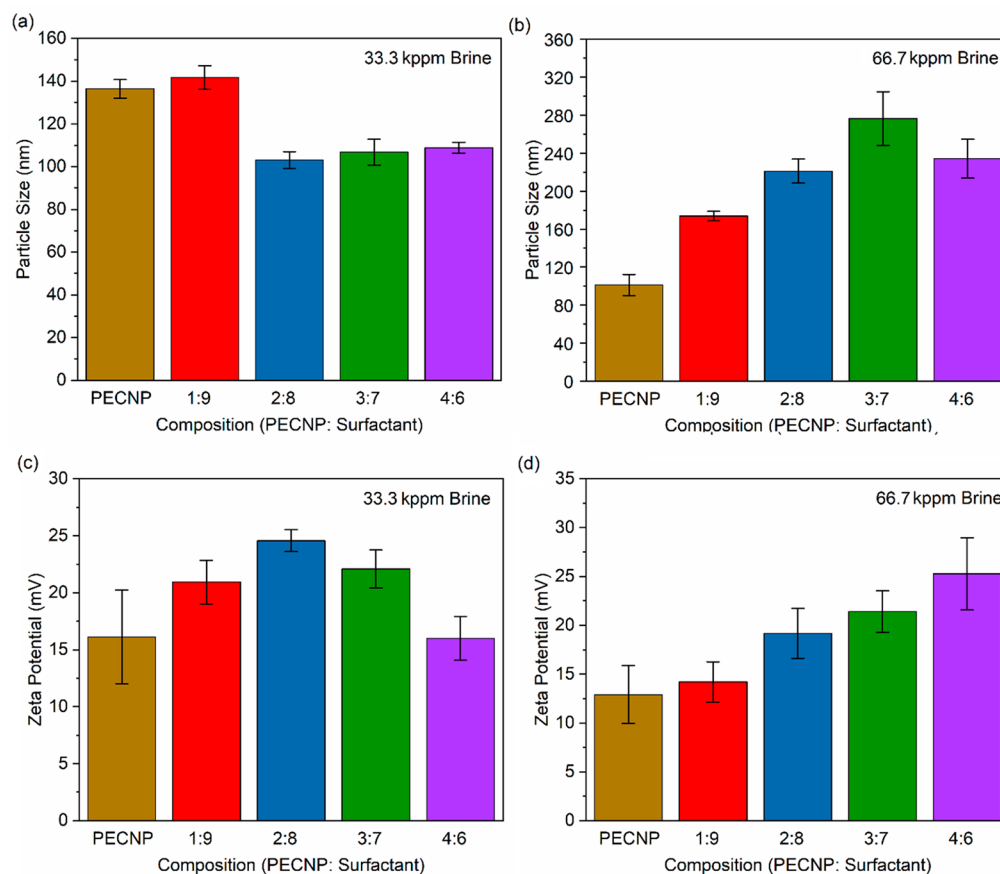 (a)
33.3 kppm Brine
Particle Size (nm)
160
140
120
100
80
60
40
20
0
PECNP 1:9 2:8 3:7 4:6
Composition (PECNP: Surfactant)
(b)
66.7 kppm Brine
Particle Size (nm)
360
320
280
240
200
160
120
80
40
0
PECNP 1:9 2:8 3:7 4:6
Composition (PECNP: Surfactant)
(c)
33.3 kppm Brine
Zeta Potential (mV)
30
25
20
15
10
5
0
PECNP 1:9 2:8 3:7 4:6
Composition (PECNP: Surfactant)
(d)
66.7 kppm Brine
Zeta Potential (mV)
35
30
25
20
15
10
5
0
PECNP 1:9 2:8 3:7 4:6
Composition (PECNP: Surfactant)